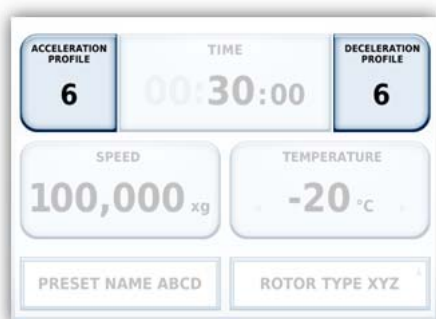 ACCELERATION
PROFILE
6
TIME
00:30:00
DECELERATION
PROFILE
6
SPEED
100,000 xg
TEMPERATURE
-20 °C
PRESET NAME ABCD
ROTOR TYPE XYZ